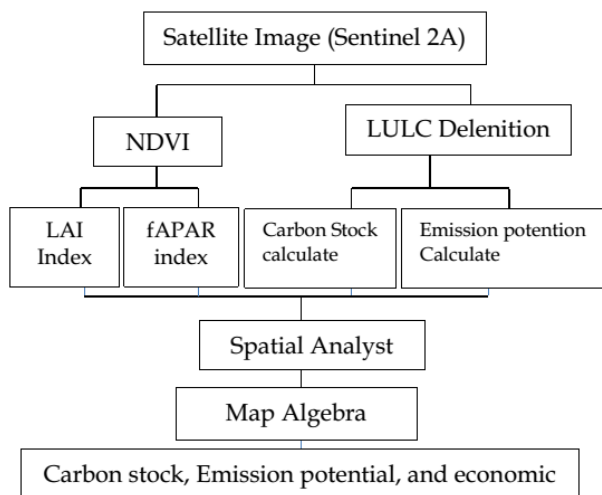 Satellite Image (Sentinel 2A)
NDVI
LULC Delenition
LAI
Index
fAPAR
index
Carbon Stock
calculate
Emission potention
Calculate
Spatial Analyst
Map Algebra
Carbon stock, Emission potential, and economic